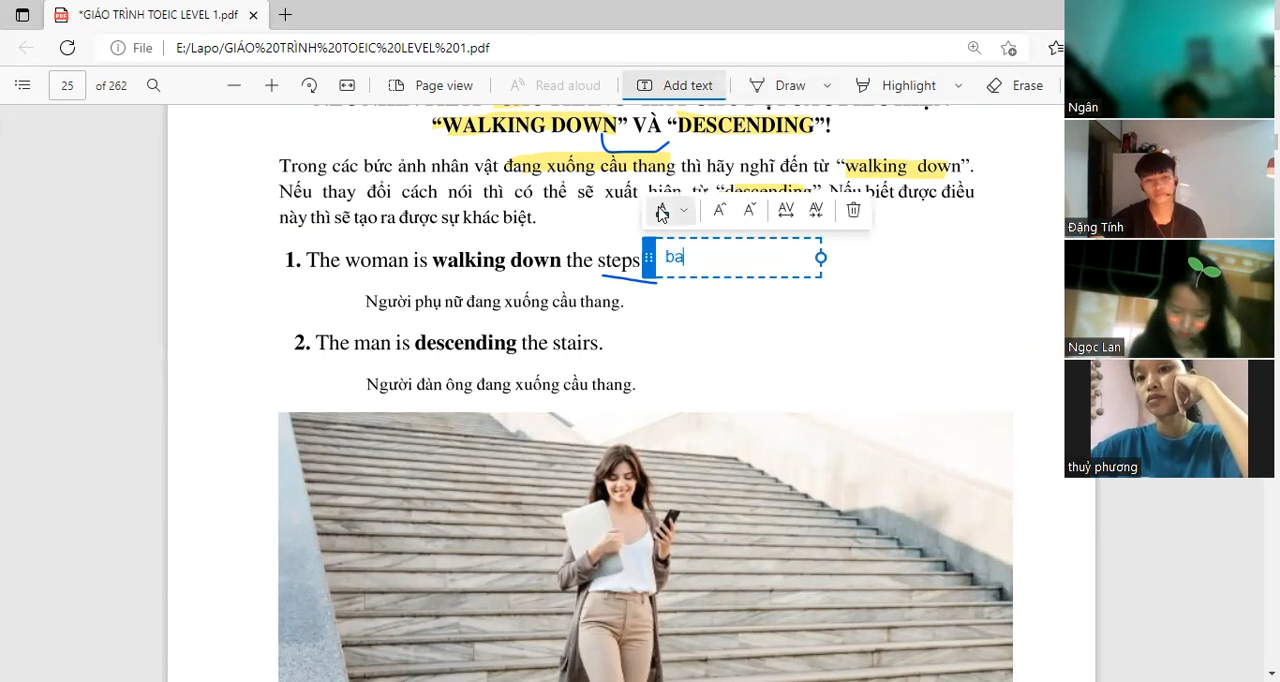 *GIÁO TRÌNH TOEIC LEVEL 1.pdf
File E:/Lapo/GIÁO%20TRÌNH%20TOEIC%20LEVEL%201.pdf
25 of 262 Page view Read aloud Add text Draw Highlight Erase
“WALKING DOWN” VÀ “DESCENDING”!
Trong các bức ảnh nhân vật đang xuống cầu thang thì hãy nghĩ đến từ “walking down”.
Nếu thay đổi cách nói thì có thể sẽ xuất hiện từ “descending” Nếu biết được điều
này thì sẽ tạo ra được sự khác biệt.
1. The woman is walking down the steps
ba
Người phụ nữ đang xuống cầu thang.
2. The man is descending the stairs.
Người đàn ông đang xuống cầu thang.
Ngân
Đặng Tính
Ngọc Lan
thuỷ phương